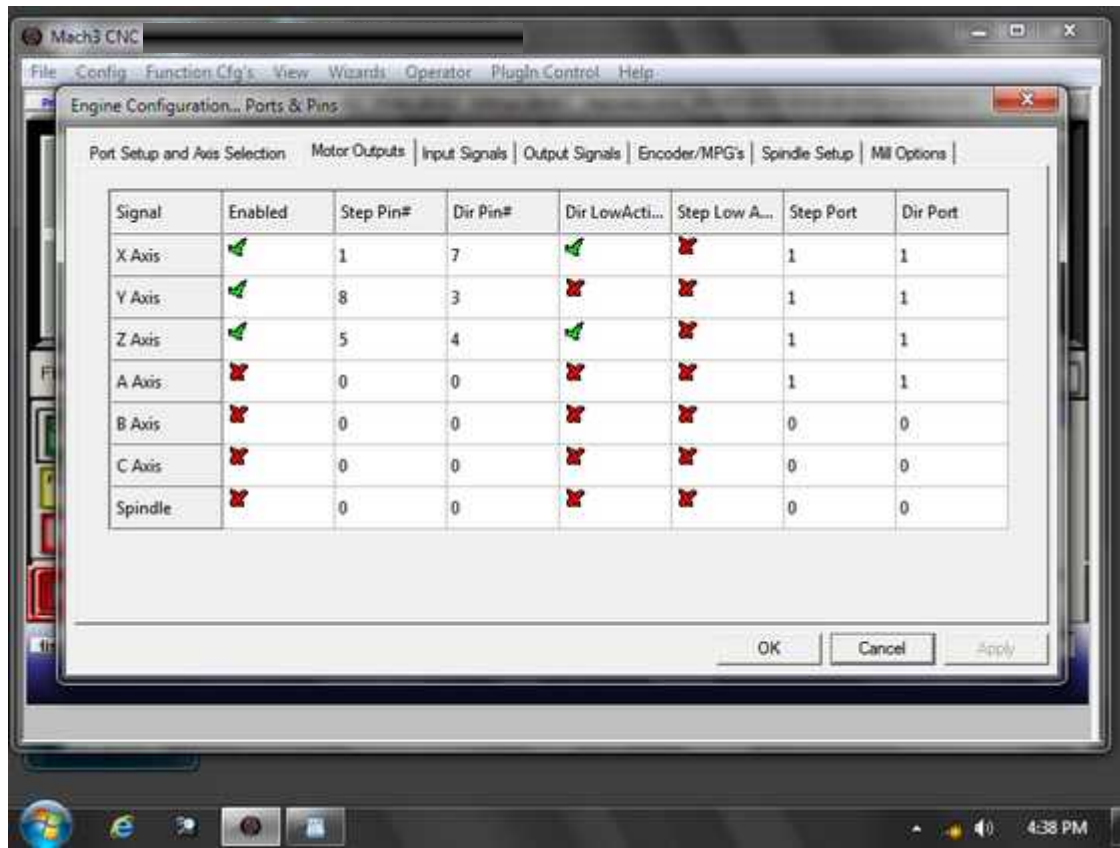 Mach3 CNC
File Config Function Cfg's View Wizards Operator PlugIn Control Help
Engine Configuration... Ports & Pins
Port Setup and Axis Selection Motor Outputs Input Signals Output Signals Encoder/MPG's Spindle Setup Mill Options
Signal Enabled Step Pin# Dir Pin# Dir LowActi... Step Low A... Step Port Dir Port
X Axis 1 7 1 1
Y Axis 8 3 1 1
Z Axis 5 4 1 1
A Axis 0 0 1 1
B Axis 0 0 0 0
C Axis 0 0 0 0
Spindle 0 0 0 0
OK Cancel Apply
4:38 PM